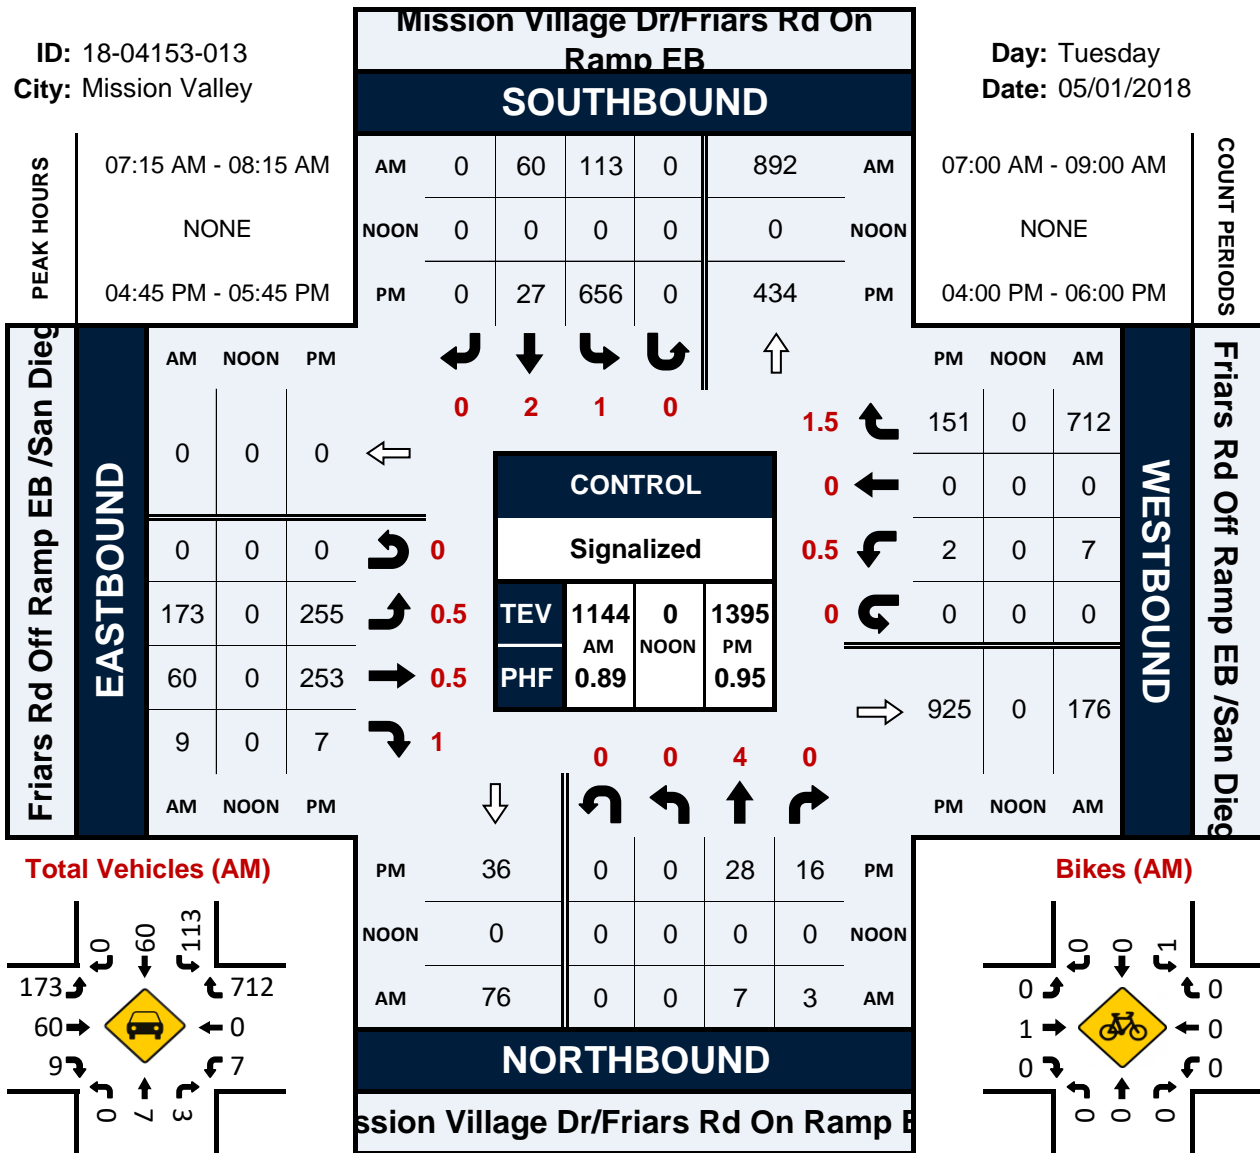 Mission Village Dr/Friars Rd On
Ramp EB
ID: 18-04153-013
City: Mission Valley
Day: Tuesday
Date: 05/01/2018
SOUTHBOUND
PEAK HOURS
07:15 AM - 08:15 AM
NONE
04:45 PM - 05:45 PM
AM 0 60 113 0 892 AM
NOON 0 0 0 0 0 NOON
PM 0 27 656 0 434 PM
07:00 AM - 09:00 AM
NONE
04:00 PM - 06:00 PM
COUNT PERIODS
0 2 1 0
Friars Rd Off Ramp EB /San Dieg
EASTBOUND
AM NOON PM
0 0 0
0 0 0 0
173 0 255 0.5
60 0 253 0.5
9 0 7 1
AM NOON PM
CONTROL
Signalized
TEV 1144 0 1395
AM NOON PM
PHF 0.89 0.95
PM NOON AM
1.5 151 0 712
0 0 0 0
0.5 2 0 7
0 0 0 0
925 0 176
PM NOON AM
WESTBOUND
Friars Rd Off Ramp EB /San Dieg
0 0 4 0
PM 36 0 0 28 16 PM
NOON 0 0 0 0 0 NOON
AM 76 0 0 7 3 AM
NORTHBOUND
ssion Village Dr/Friars Rd On Ramp E
Total Vehicles (AM)
0 60 113
173 712
60 0
9 7
0 7 3
Bikes (AM)
0 0 1
0 0
1 0
0 0
0 0 0